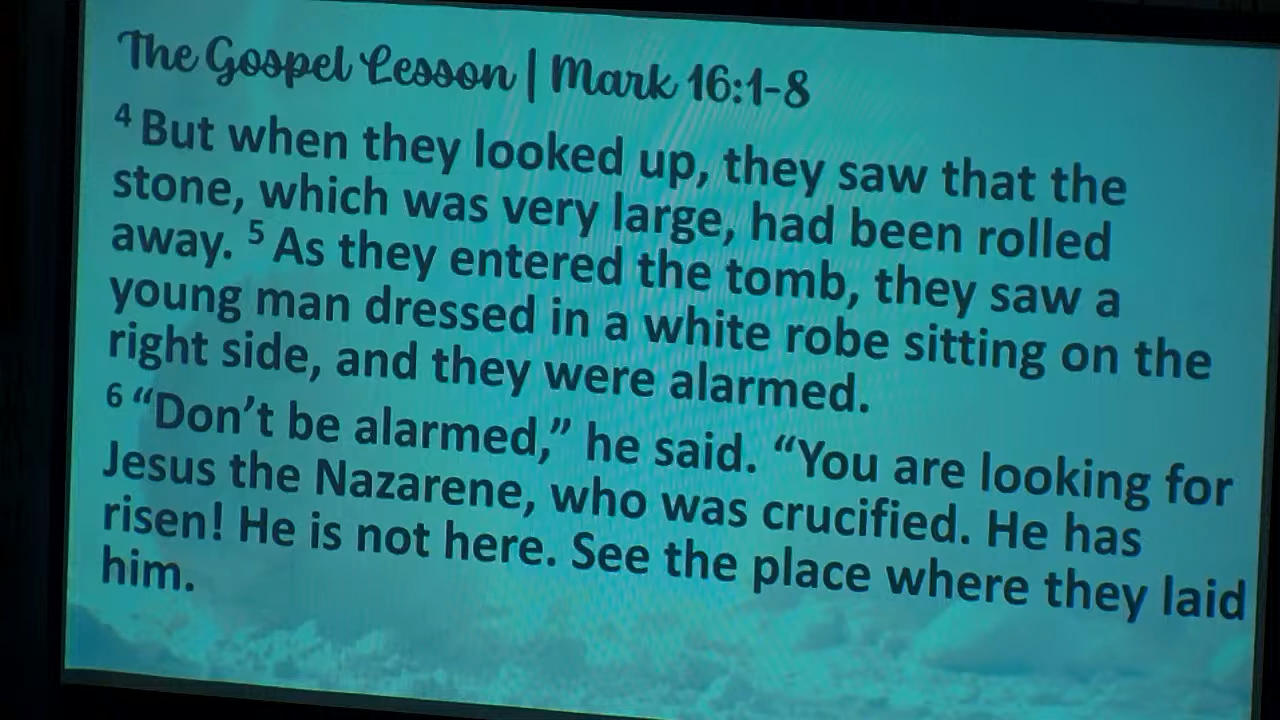 The Gospel Lesson | Mark 16:1-8
4 But when they looked up, they saw that the
stone, which was very large, had been rolled
away. 5 As they entered the tomb, they saw a
young man dressed in a white robe sitting on the
right side, and they were alarmed.
6 “Don’t be alarmed,” he said. “You are looking for
Jesus the Nazarene, who was crucified. He has
risen! He is not here. See the place where they laid
him.